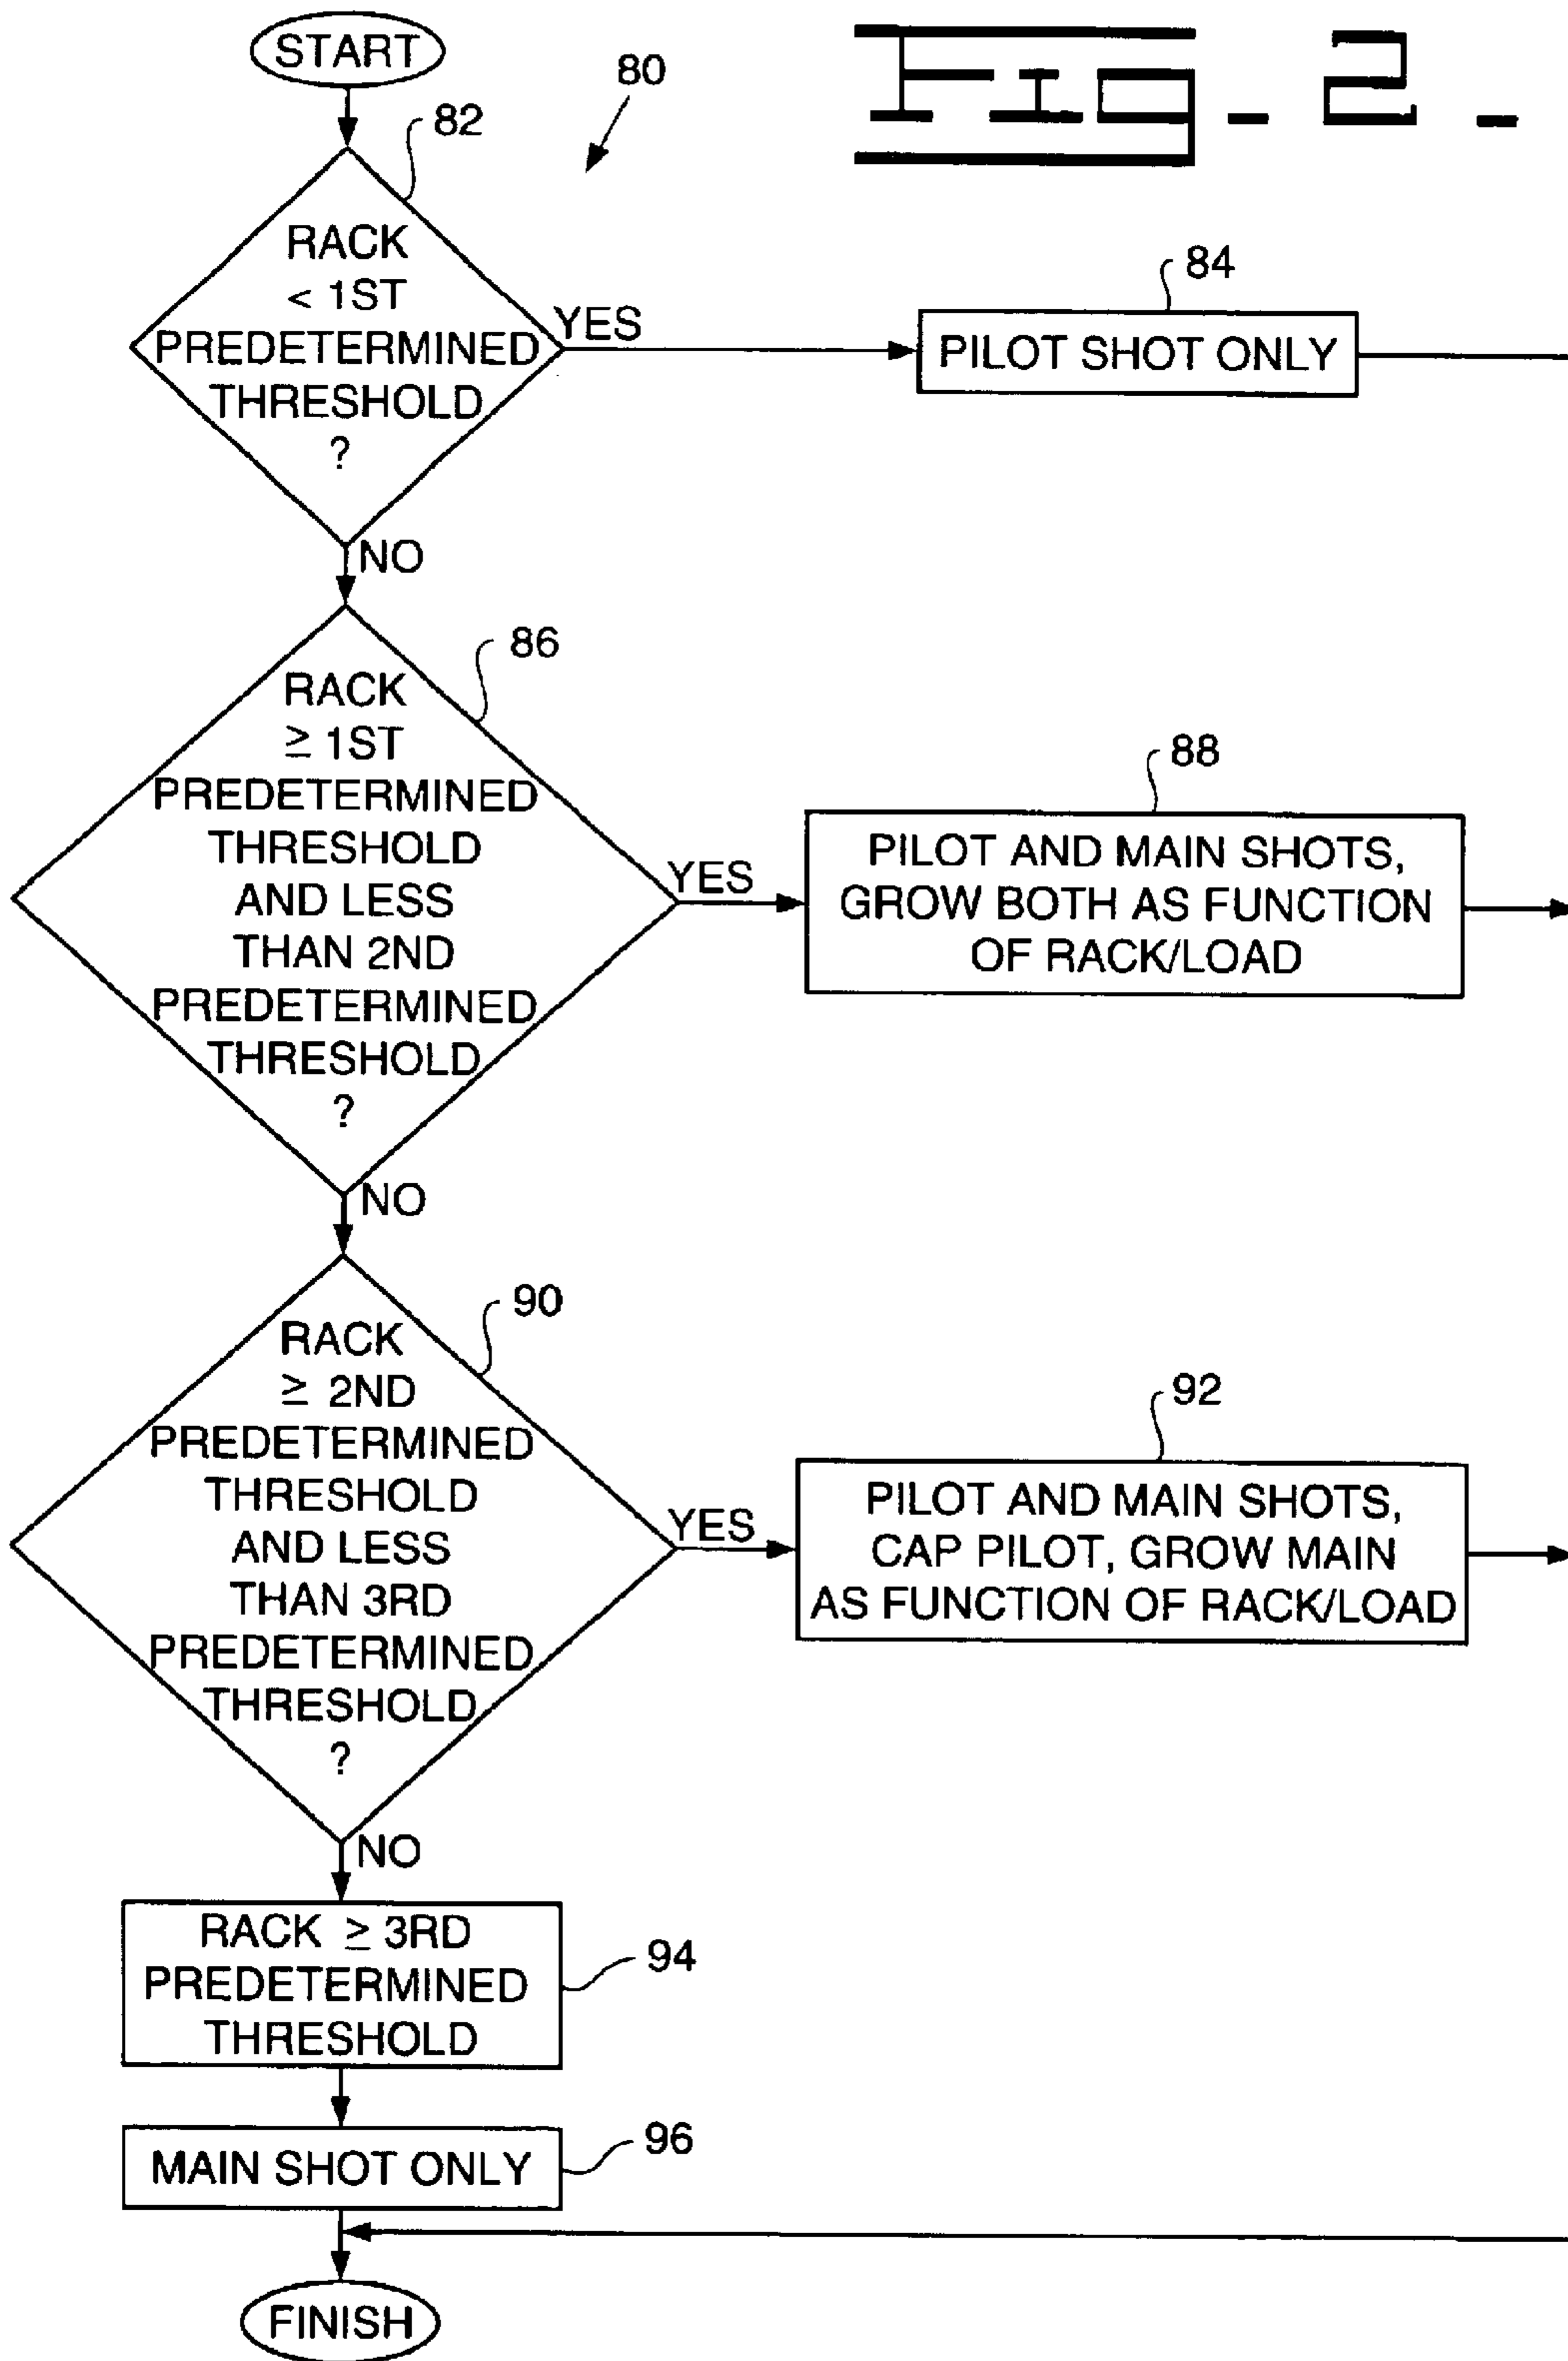 START
80
FIG - 2 -
82
RACK
< 1ST
PREDETERMINED
THRESHOLD
?
YES
84
PILOT SHOT ONLY
NO
86
RACK
≥ 1ST
PREDETERMINED
THRESHOLD
AND LESS
THAN 2ND
PREDETERMINED
THRESHOLD
?
YES
88
PILOT AND MAIN SHOTS,
GROW BOTH AS FUNCTION
OF RACK/LOAD
NO
90
RACK
≥ 2ND
PREDETERMINED
THRESHOLD
AND LESS
THAN 3RD
PREDETERMINED
THRESHOLD
?
YES
92
PILOT AND MAIN SHOTS,
CAP PILOT, GROW MAIN
AS FUNCTION OF RACK/LOAD
NO
RACK ≥ 3RD
PREDETERMINED
THRESHOLD
94
MAIN SHOT ONLY
96
FINISH